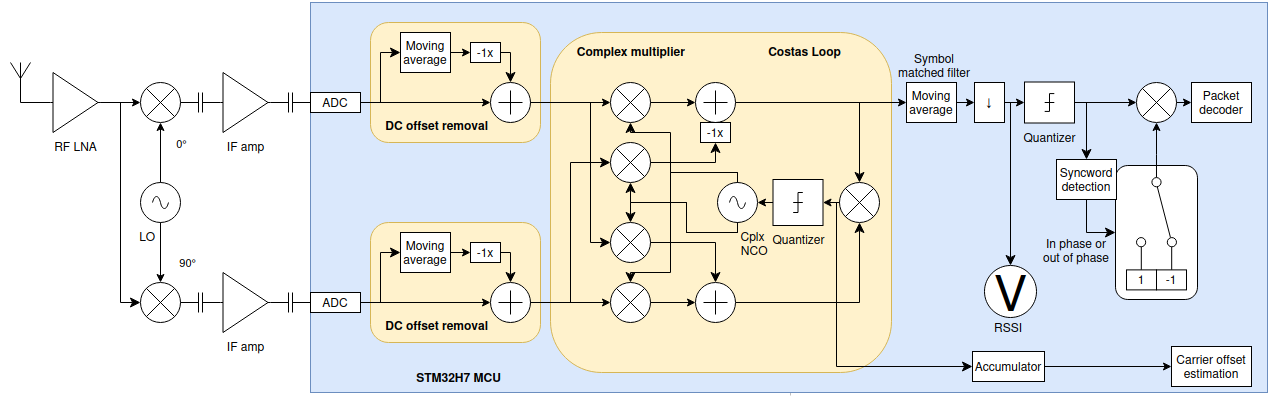 RF LNA
0°
LO
90°
IF amp
IF amp
ADC
ADC
Moving
average
-1x
DC offset removal
Moving
average
-1x
DC offset removal
STM32H7 MCU
Complex multiplier
Costas Loop
-1x
Cplx
NCO
Quantizer
Symbol
matched filter
Moving
average
↓
Quantizer
Packet
decoder
Syncword
detection
In phase or
out of phase
1
-1
V
RSSI
Accumulator
Carrier offset
estimation